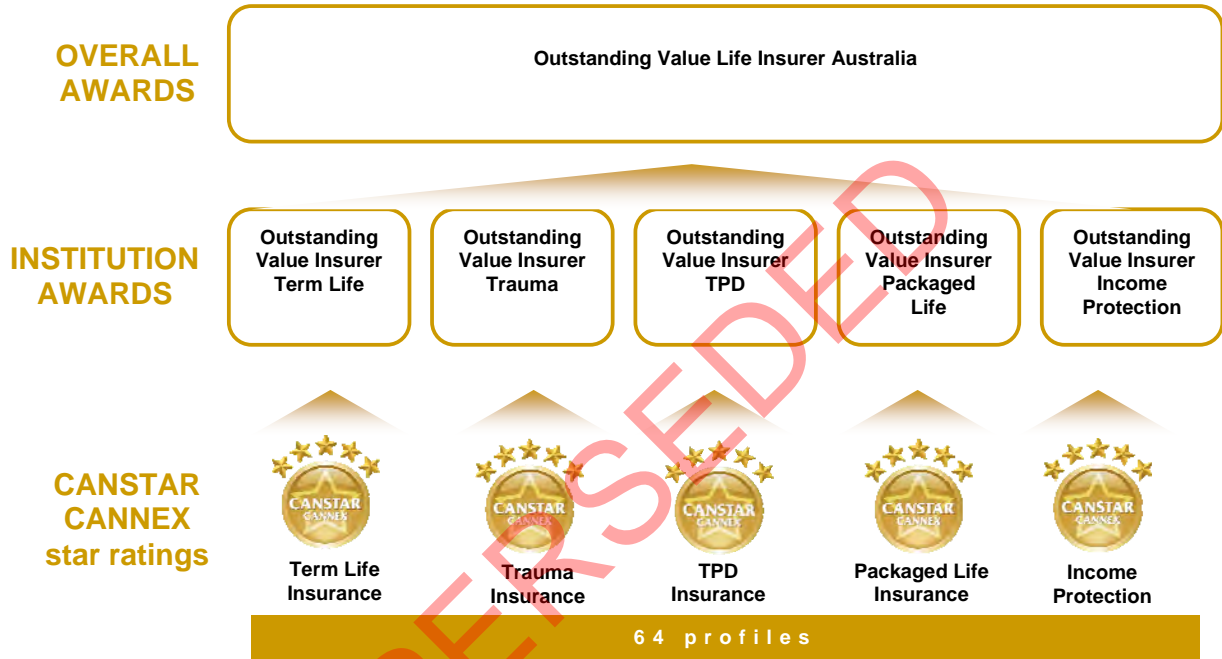 OVERALL
AWARDS
Outstanding Value Life Insurer Australia
INSTITUTION
AWARDS
Outstanding
Value Insurer
Term Life
Outstanding
Value Insurer
Trauma
Outstanding
Value Insurer
TPD
Outstanding
Value Insurer
Packaged
Life
Outstanding
Value Insurer
Income
Protection
CANSTAR
CANNEX
star ratings
CANSTAR
CANNEX
Term Life
Insurance
CANSTAR
CANNEX
Trauma
Insurance
CANSTAR
CANNEX
TPD
Insurance
CANSTAR
CANNEX
Packaged Life
Insurance
CANSTAR
CANNEX
Income
Protection
64 profiles
ERSEDED